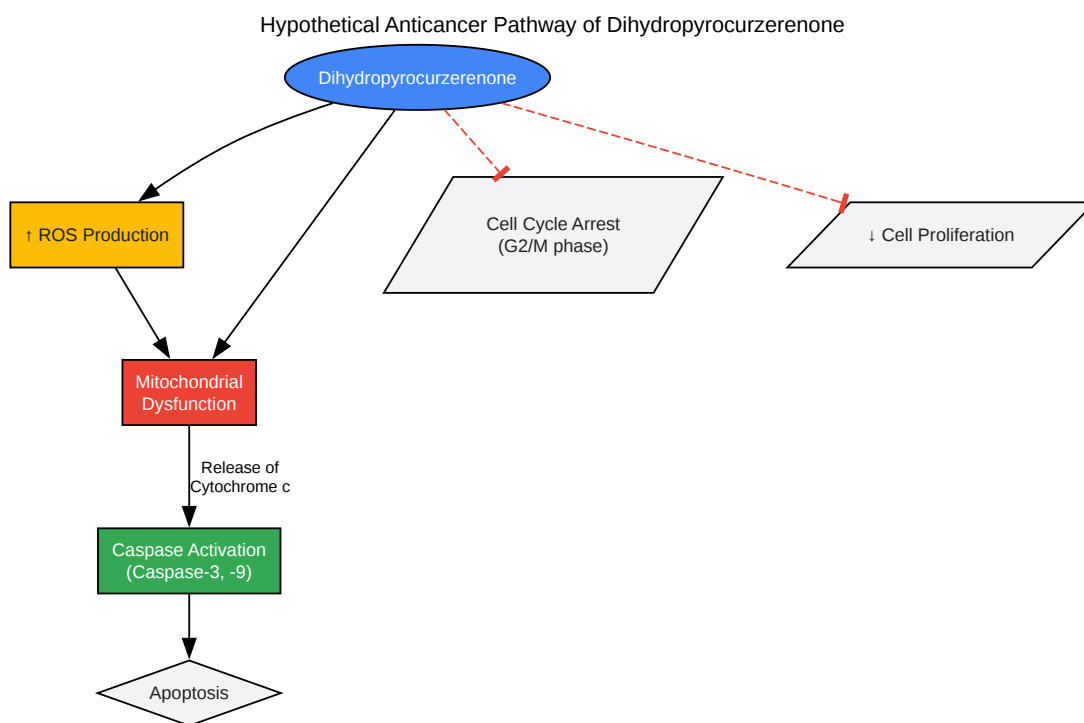 Hypothetical Anticancer Pathway of Dihydropyrocurzerenone
Dihydropyrocurzerenone
↑ ROS Production
Cell Cycle Arrest
(G2/M phase)
↓ Cell Proliferation
Mitochondrial
Dysfunction
Release of
Cytochrome c
Caspase Activation
(Caspase-3, -9)
Apoptosis